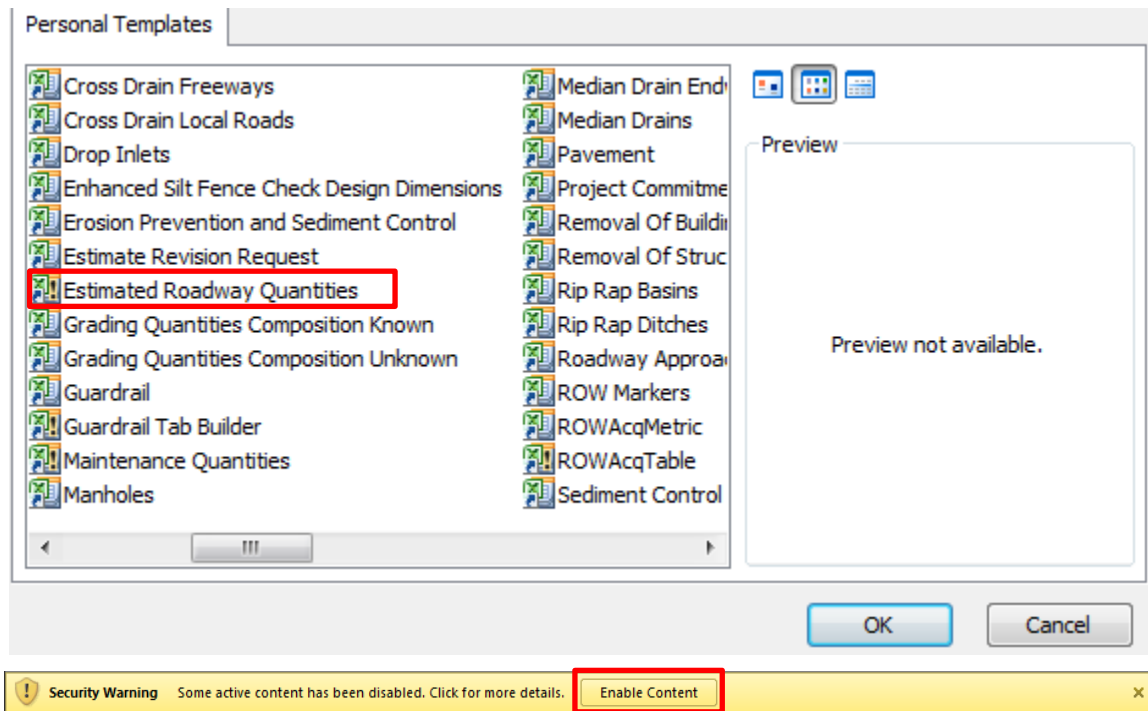 Personal Templates
Cross Drain Freeways
Cross Drain Local Roads
Drop Inlets
Enhanced Silt Fence Check Design Dimensions
Erosion Prevention and Sediment Control
Estimate Revision Request
Estimated Roadway Quantities
Grading Quantities Composition Known
Grading Quantities Composition Unknown
Guardrail
Guardrail Tab Builder
Maintenance Quantities
Manholes
Median Drain Endv
Median Drains
Pavement
Project Commitme
Removal Of Buildin
Removal Of Struc
Rip Rap Basins
Rip Rap Ditches
Roadway Approa
ROW Markers
ROWAcqMetric
ROWAcqTable
Sediment Control
Preview
Preview not available.
OK
Cancel
Security Warning Some active content has been disabled. Click for more details. Enable Content